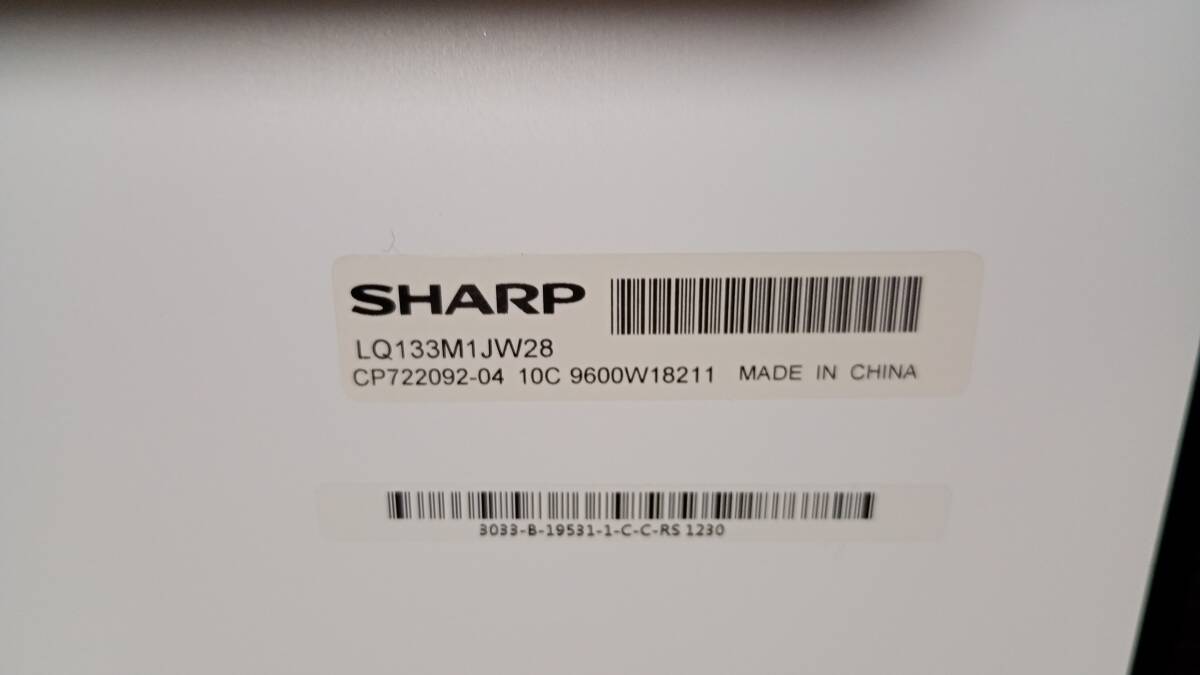 SHARP
LQ133M1JW28
CP722092-04 10C 9600W18211 MADE IN CHINA
3033-B-19531-1-C-C-RS 1230